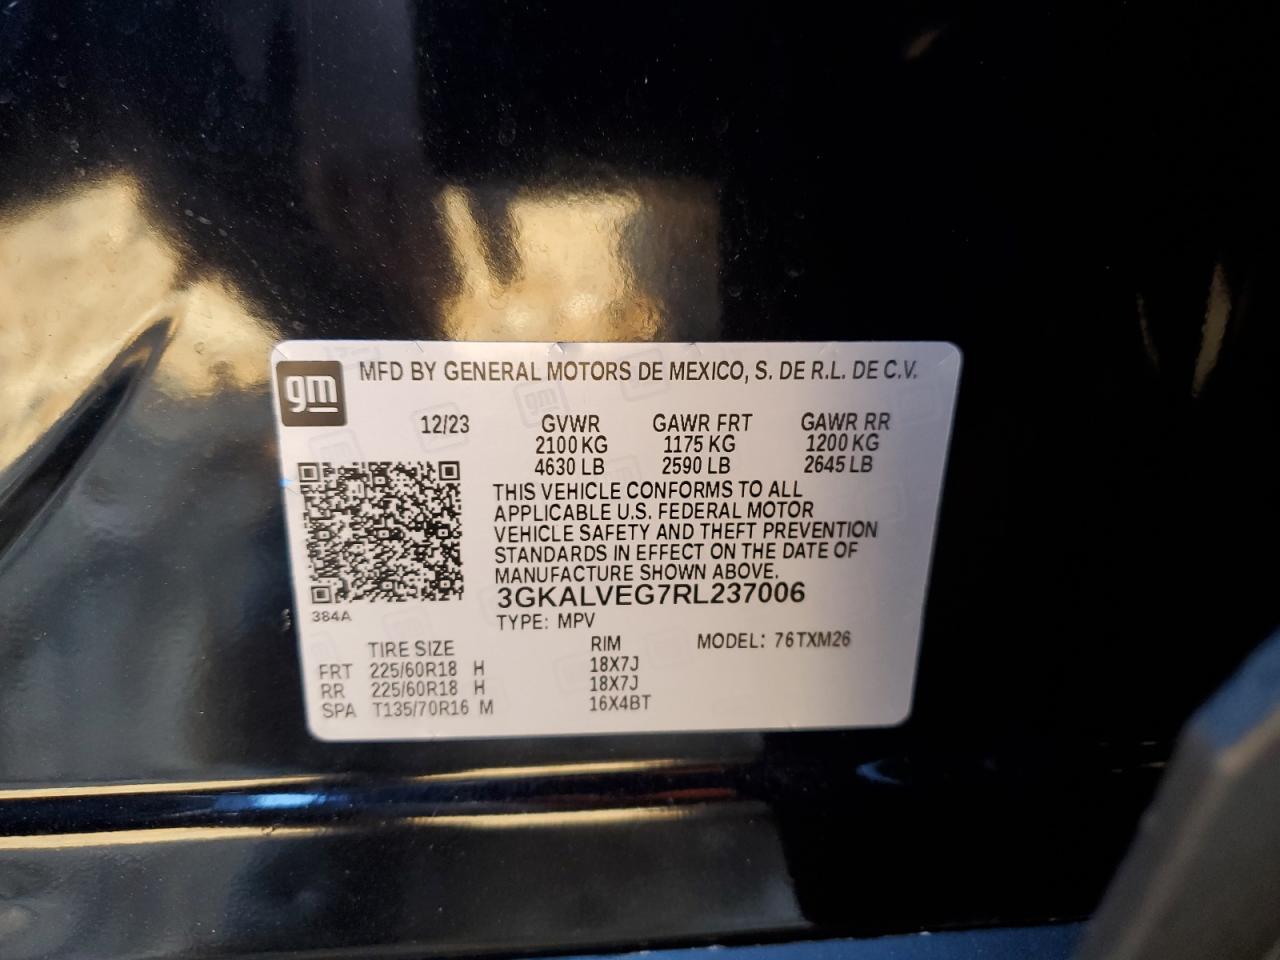 gm
MFD BY GENERAL MOTORS DE MEXICO, S. DE R.L. DE C.V.
12/23 GVWR GAWR FRT GAWR RR
2100 KG 1175 KG 1200 KG
4630 LB 2590 LB 2645 LB
THIS VEHICLE CONFORMS TO ALL
APPLICABLE U.S. FEDERAL MOTOR
VEHICLE SAFETY AND THEFT PREVENTION
STANDARDS IN EFFECT ON THE DATE OF
MANUFACTURE SHOWN ABOVE.
3GKALVEG7RL237006
384A
TYPE: MPV
TIRE SIZE RIM MODEL: 76TXM26
FRT 225/60R18 H 18X7J
RR 225/60R18 H 18X7J
SPA T135/70R16 M 16X4BT